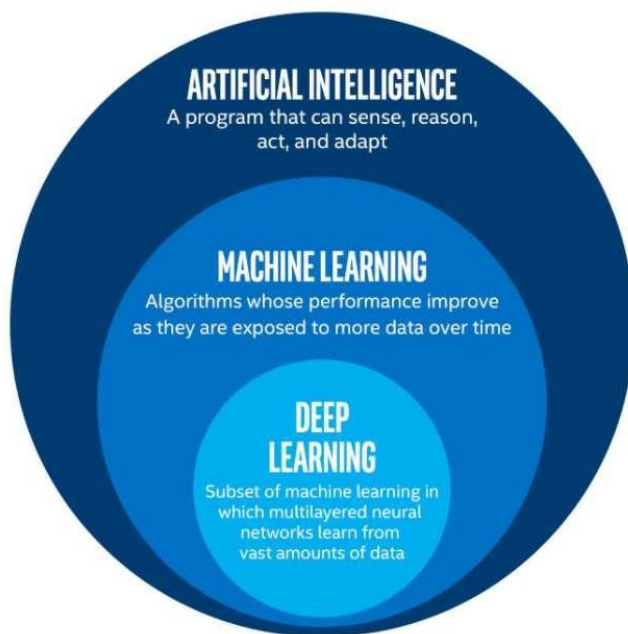 ARTIFICIAL INTELLIGENCE
A program that can sense, reason,
act, and adapt
MACHINE LEARNING
Algorithms whose performance improve
as they are exposed to more data over time
DEEP
LEARNING
Subset of machine learning in
which multilayered neural
networks learn from
vast amounts of data